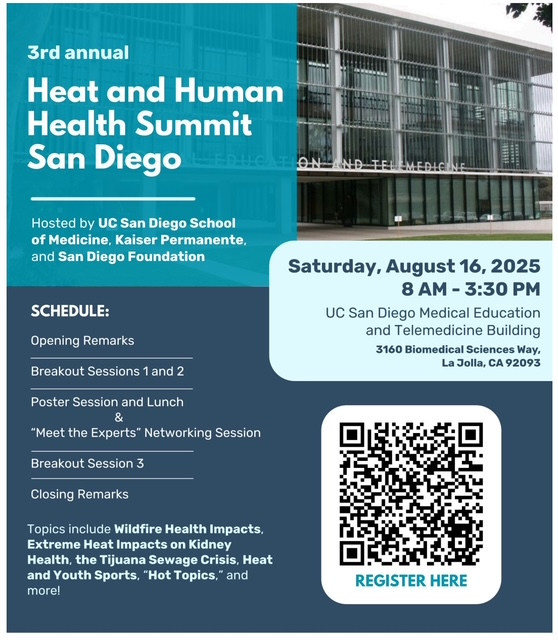 3rd annual
Heat and Human
Health Summit
San Diego
EDUCATION AND TELEMEDICINE
Hosted by UC San Diego School
of Medicine, Kaiser Permanente,
and San Diego Foundation
Saturday, August 16, 2025
8 AM - 3:30 PM
UC San Diego Medical Education
and Telemedicine Building
3160 Biomedical Sciences Way,
La Jolla, CA 92093
SCHEDULE:
Opening Remarks
Breakout Sessions 1 and 2
Poster Session and Lunch
&
“Meet the Experts” Networking Session
Breakout Session 3
Closing Remarks
Topics include Wildfire Health Impacts,
Extreme Heat Impacts on Kidney
Health, the Tijuana Sewage Crisis, Heat
and Youth Sports, “Hot Topics,” and
more!
REGISTER HERE